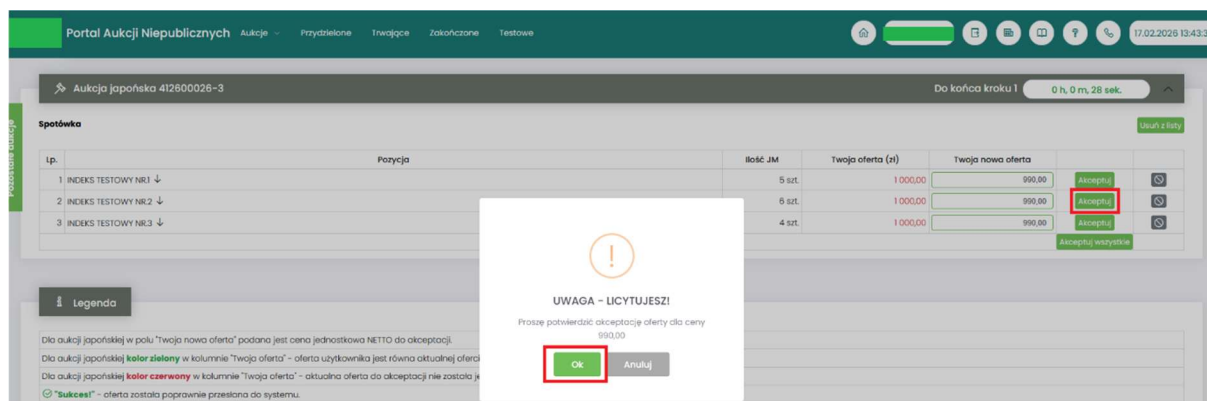 Portal Aukcji Niepublicznych Aukcje Przydzielone Trwające Zakończone Testowe 17.02.2026 13:43:3
Aukcja japońska 412600026-3 Do końca kroku 1 0 h, 0 m, 28 sek.
Pozostałe aukcje
Spotówka Usuń z listy
Lp. Pozycja Ilość JM Twoja oferta (zł) Twoja nowa oferta
1 INDEKS TESTOWY NR.1 ↓ 5 szt. 1 000,00 990,00 Akceptuj
2 INDEKS TESTOWY NR.2 ↓ 6 szt. 1 000,00 990,00 Akceptuj
3 INDEKS TESTOWY NR.3 ↓ 4 szt. 1 000,00 990,00 Akceptuj
Akceptuj wszystkie
!
UWAGA - LICYTUJESZ!
Proszę potwierdzić akceptację oferty dla ceny
990,00
Ok Anuluj
Legenda
Dla aukcji japońskiej w polu "Twoja nowa oferta" podana jest cena jednostkowa NETTO do akceptacji.
Dla aukcji japońskiej kolor zielony w kolumnie "Twoja oferta" - oferta użytkownika jest równa aktualnej oferci
Dla aukcji japońskiej kolor czerwony w kolumnie "Twoja oferta" - aktualna oferta do akceptacji nie została je
"Sukces!" - oferta została poprawnie przesłana do systemu.